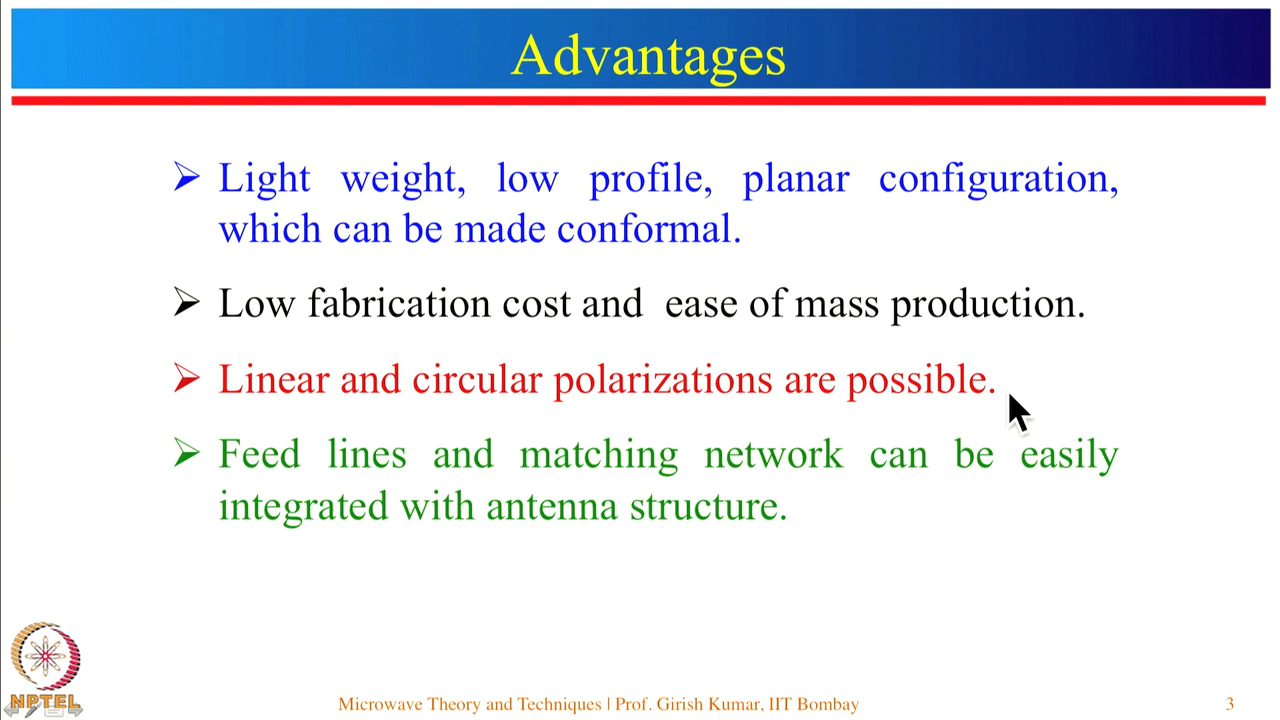 Advantages
➢ Light weight, low profile, planar configuration,
which can be made conformal.
➢ Low fabrication cost and  ease of mass production.
➢ Linear and circular polarizations are possible.
➢ Feed lines and matching network can be easily
integrated with antenna structure.
NPTEL
Microwave Theory and Techniques | Prof. Girish Kumar, IIT Bombay
3